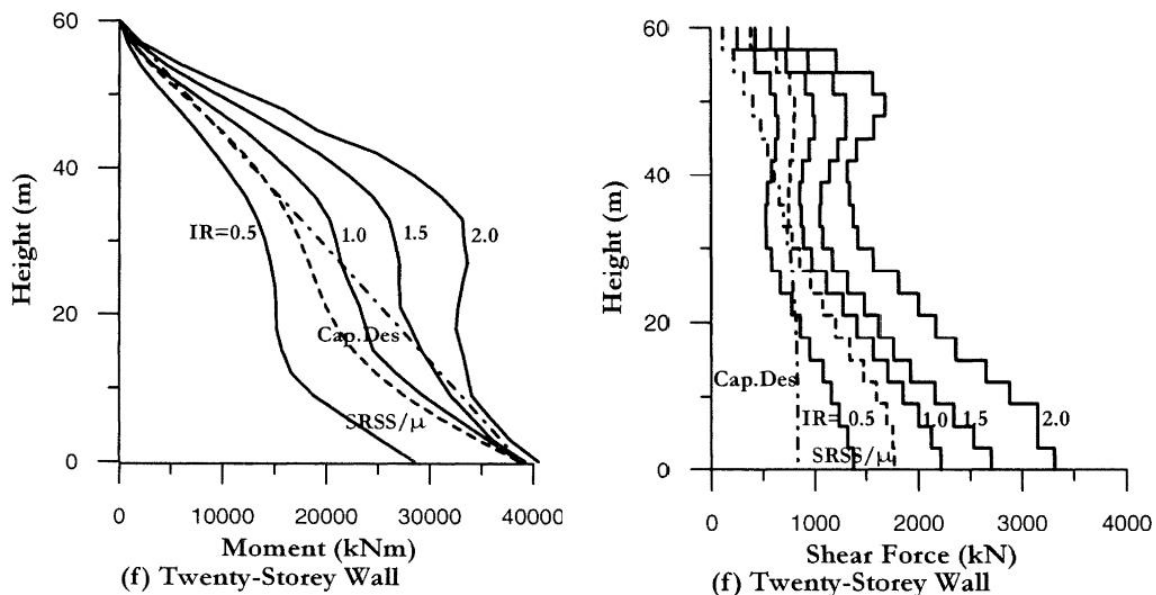 60
40
20
0
Height (m)
IR=0.5
1.0
1.5
2.0
Cap.Des
SRSS/μ
0
10000
20000
30000
40000
Moment (kNm)
(f) Twenty-Storey Wall
60
40
20
0
Height (m)
Cap.Des
IR= 0.5
1.0
1.5
2.0
SRSS/μ
0
1000
2000
3000
4000
Shear Force (kN)
(f) Twenty-Storey Wall